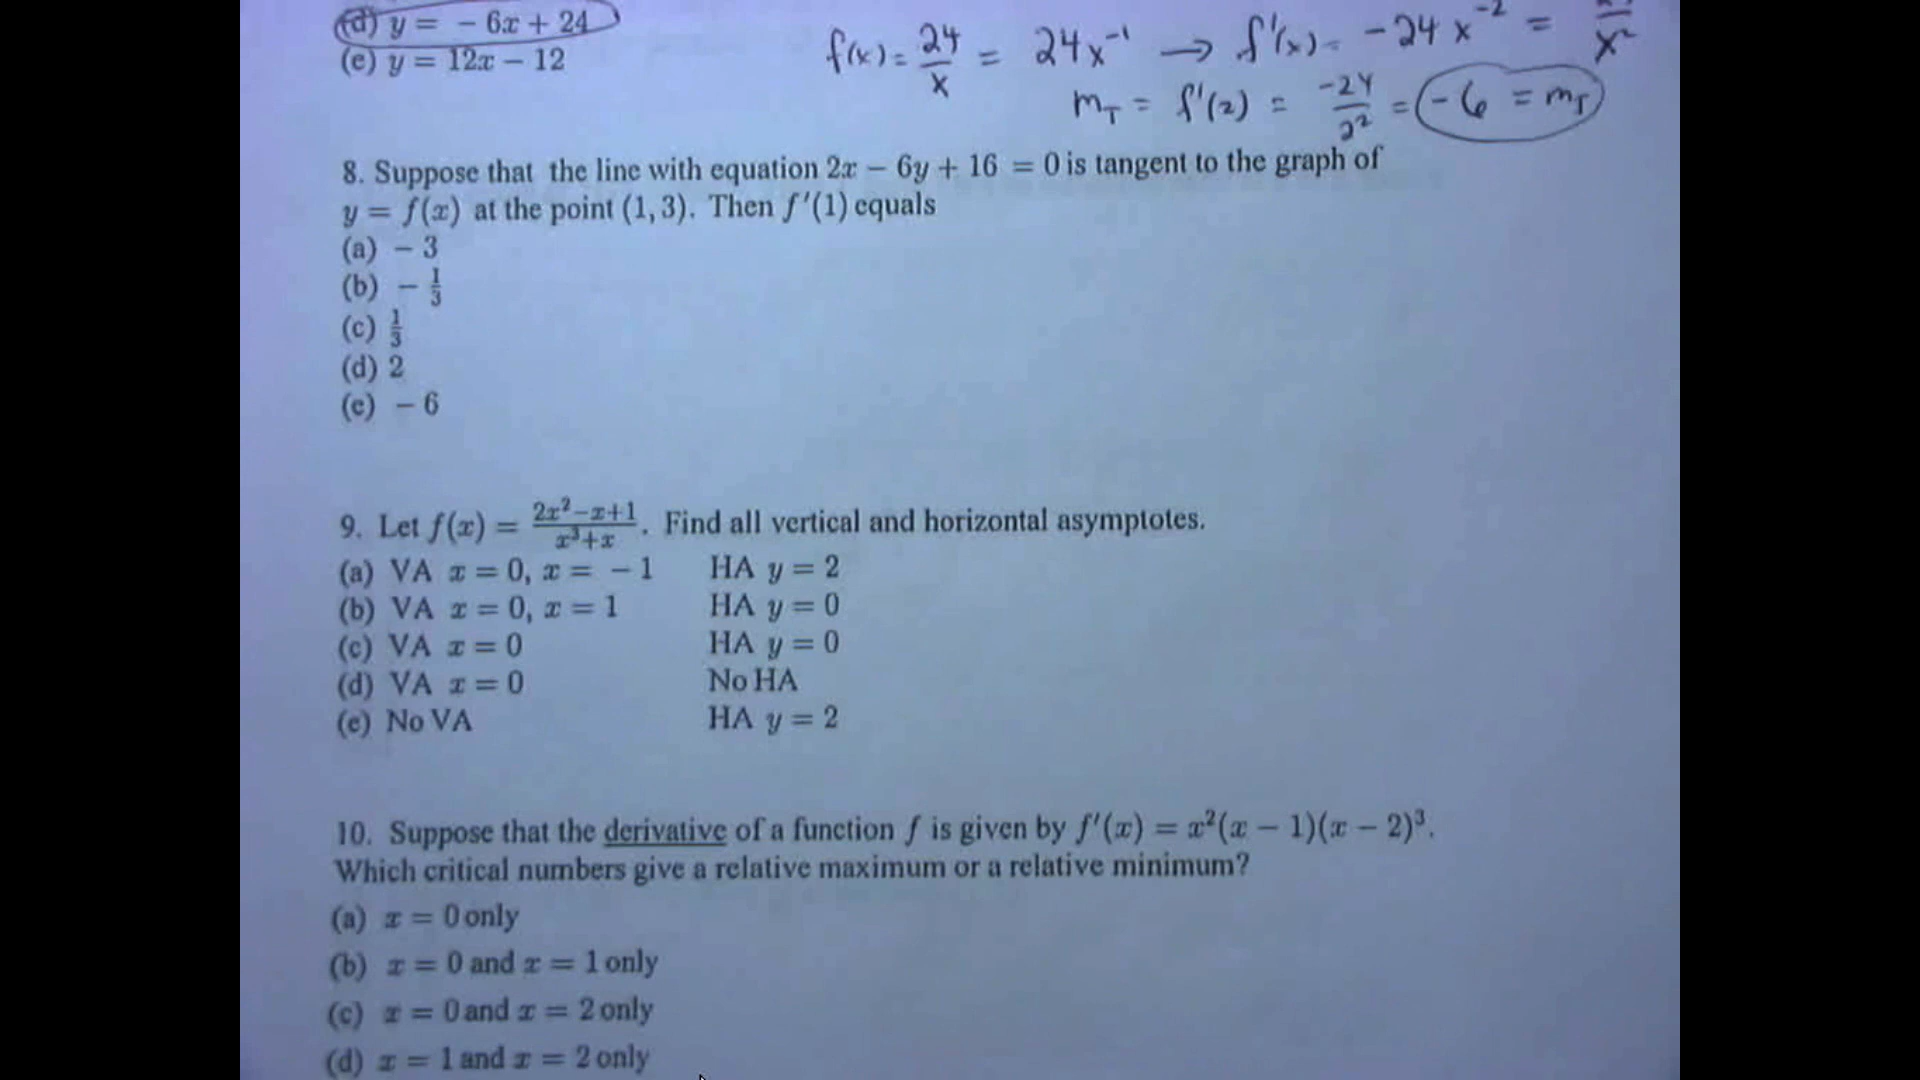 (d) y = − 6x + 24
(e) y = 12x − 12
f(x) = 24/x = 24x⁻¹ → f'(x) = -24x⁻² =
m_T = f'(2) = -24/2² = -6 = m_T
8. Suppose that the line with equation 2x − 6y + 16 = 0 is tangent to the graph of
y = f(x) at the point (1, 3). Then f ′(1) equals
(a) − 3
(b) − 1/3
(c) 1/3
(d) 2
(e) − 6
9. Let f(x) = (2x²−x+1)/(x³+x). Find all vertical and horizontal asymptotes.
(a) VA x = 0, x = − 1 HA y = 2
(b) VA x = 0, x = 1 HA y = 0
(c) VA x = 0 HA y = 0
(d) VA x = 0 No HA
(e) No VA HA y = 2
10. Suppose that the derivative of a function f is given by f′(x) = x²(x − 1)(x − 2)³.
Which critical numbers give a relative maximum or a relative minimum?
(a) x = 0 only
(b) x = 0 and x = 1 only
(c) x = 0 and x = 2 only
(d) x = 1 and x = 2 only